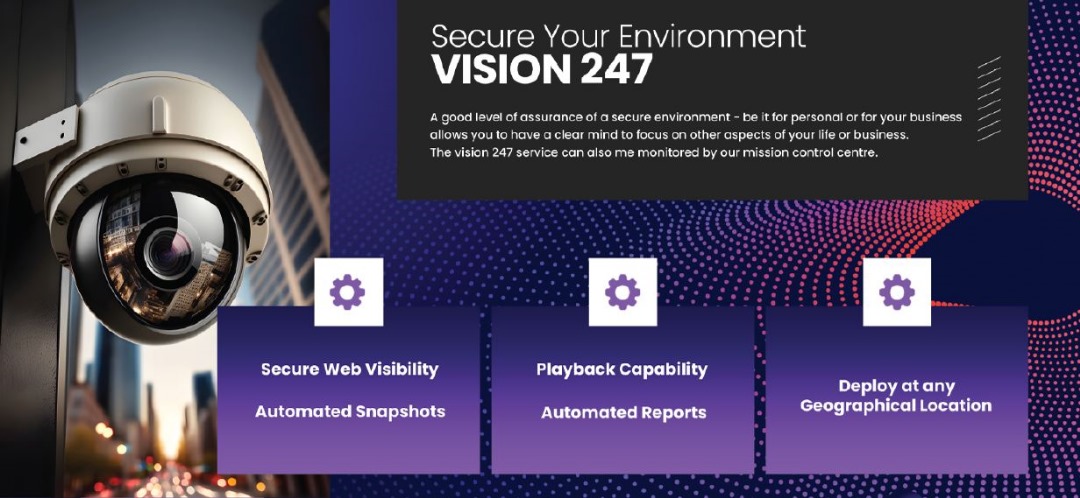 Secure Your Environment
VISION 247
A good level of assurance of a secure environment - be it for personal or for your business
allows you to have a clear mind to focus on other aspects of your life or business.
The vision 247 service can also me monitored by our mission control centre.
Secure Web Visibility
Automated Snapshots
Playback Capability
Automated Reports
Deploy at any
Geographical Location